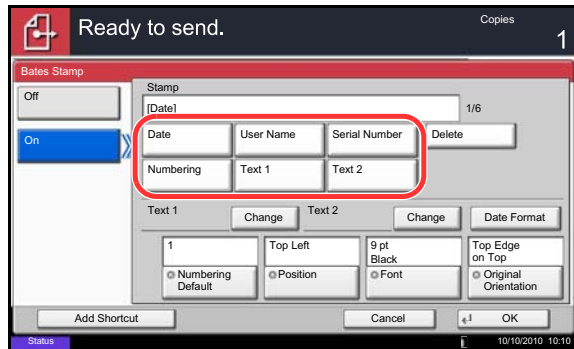 Ready to send.
Copies
1
Bates Stamp
Off
On
Stamp
[Date]
1/6
Date
User Name
Serial Number
Delete
Numbering
Text 1
Text 2
Text 1
Change
Text 2
Change
Date Format
1
Top Left
9 pt
Black
Top Edge
on Top
Numbering
Default
Position
Font
Original
Orientation
Add Shortcut
Cancel
OK
Status
10/10/2010 10:10